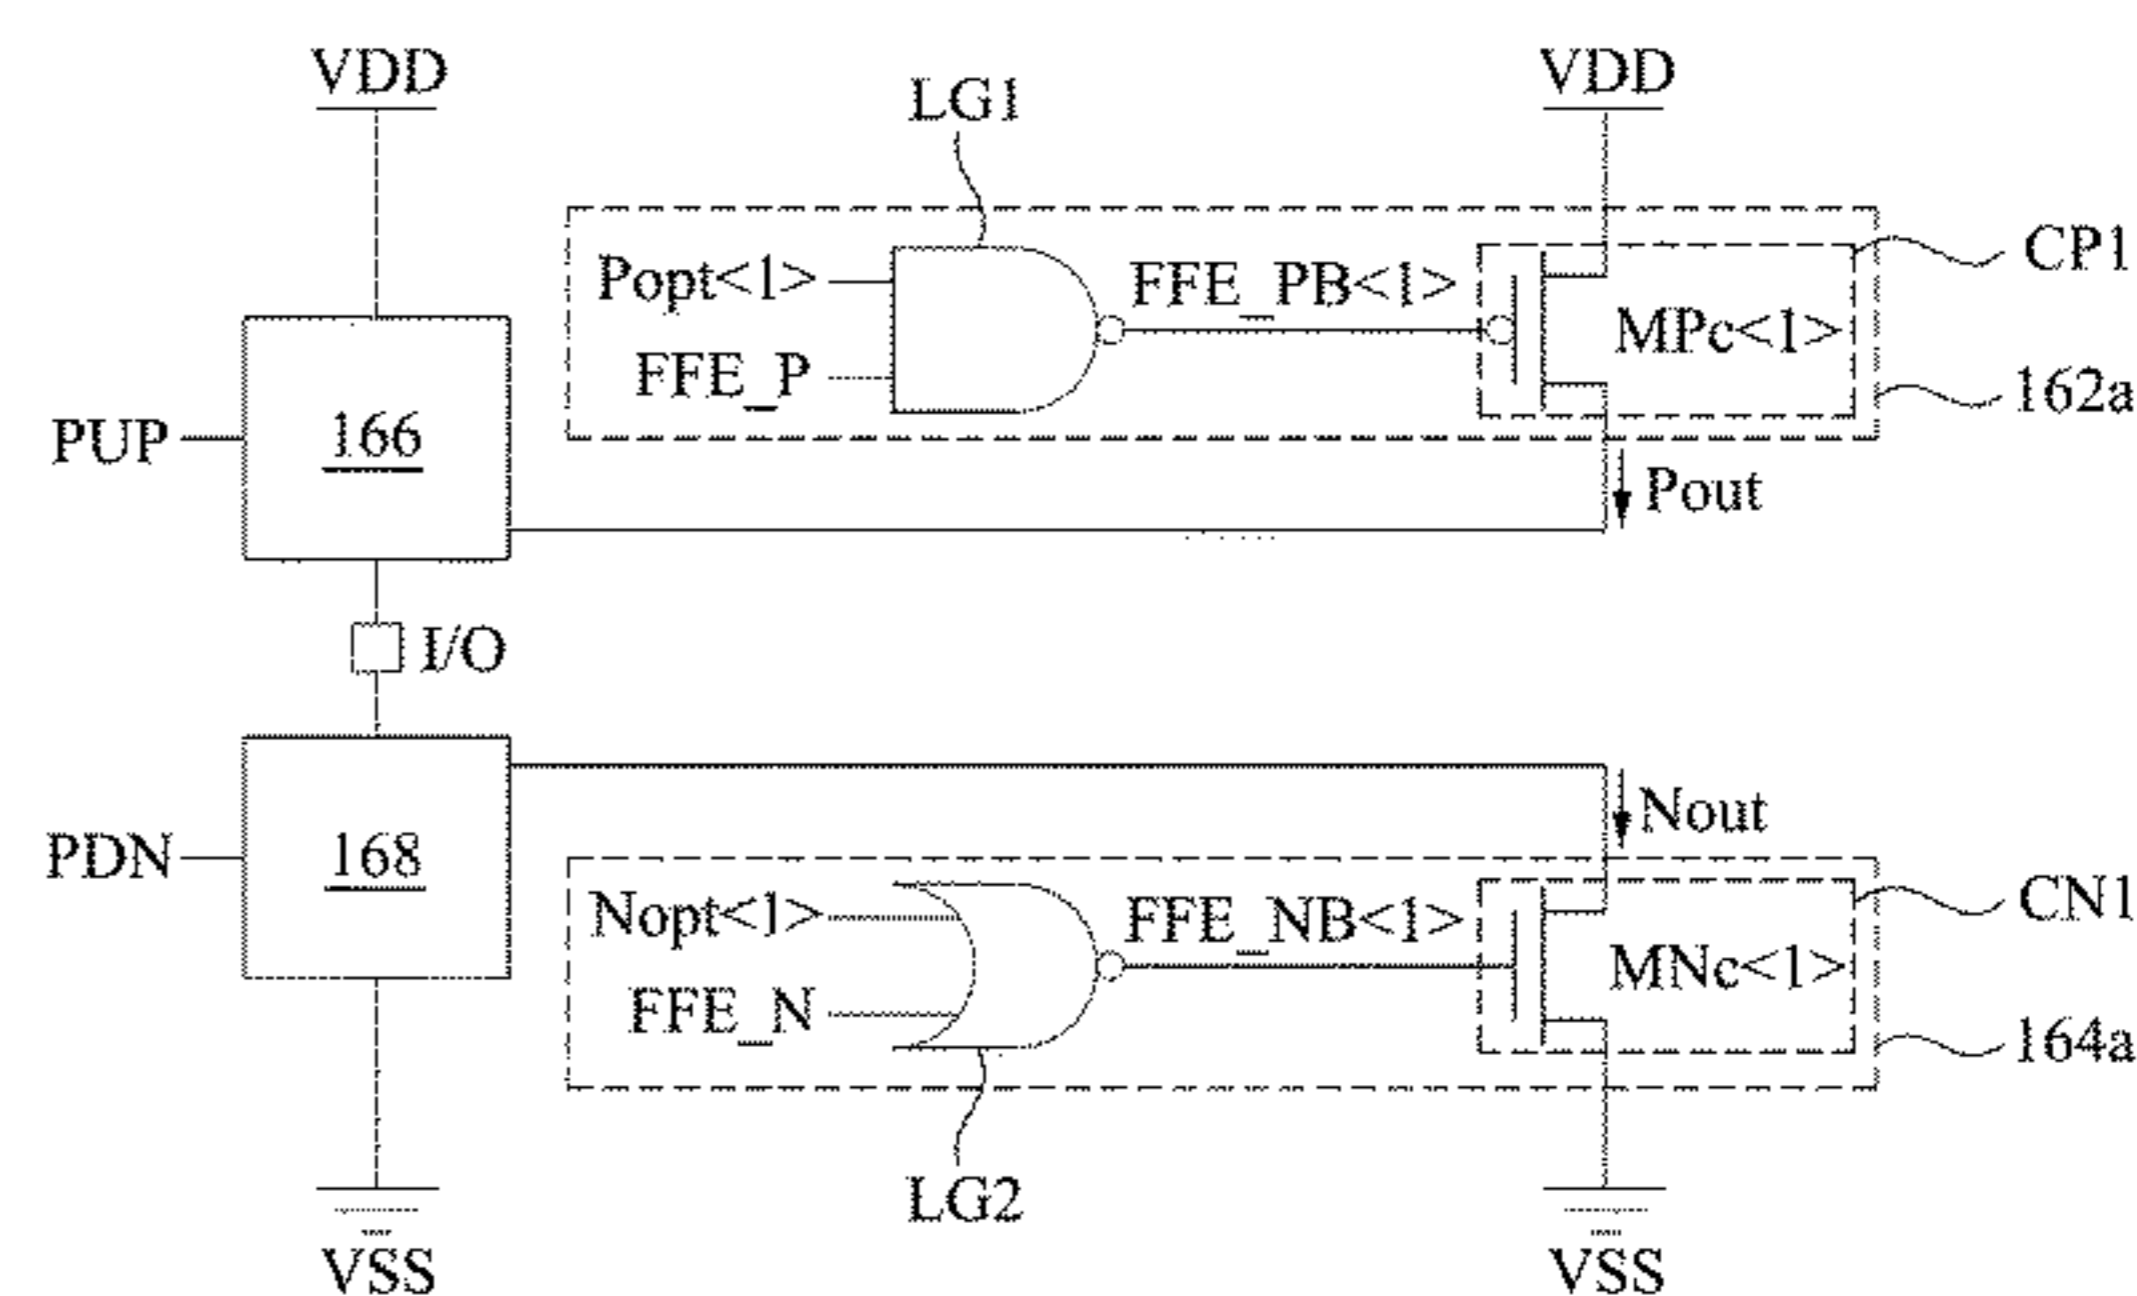 VDD
VDD
LG1
CP1
Popt<1>
FFE_PB<1>
MPc<1>
FFE_P
162a
PUP
166
Pout
I/O
Nout
PDN
168
Nopt<1>
FFE_NB<1>
CN1
MNc<1>
FFE_N
164a
LG2
VSS
VSS